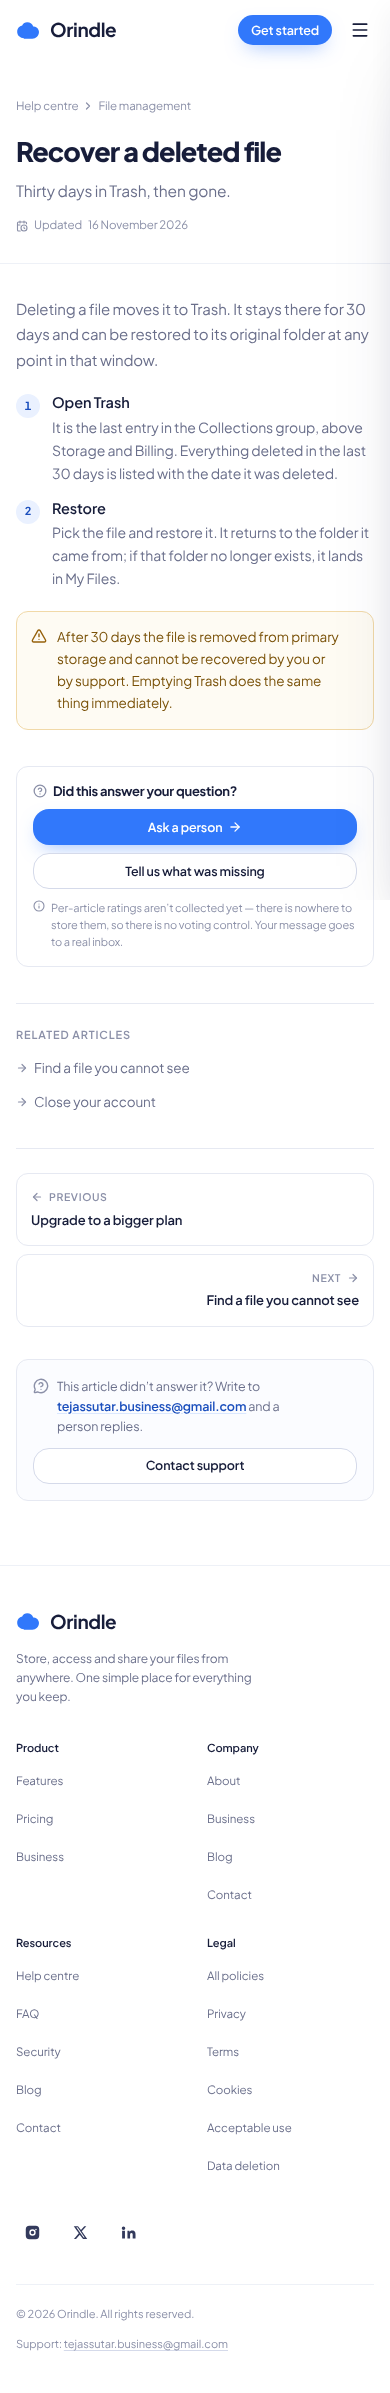 Orindle
Get started
Help centre > File management
Recover a deleted file
Thirty days in Trash, then gone.
Updated 16 November 2026
Deleting a file moves it to Trash. It stays there for 30
days and can be restored to its original folder at any
point in that window.
1 Open Trash
It is the last entry in the Collections group, above
Storage and Billing. Everything deleted in the last
30 days is listed with the date it was deleted.
2 Restore
Pick the file and restore it. It returns to the folder it
came from; if that folder no longer exists, it lands
in My Files.
After 30 days the file is removed from primary
storage and cannot be recovered by you or
by support. Emptying Trash does the same
thing immediately.
Did this answer your question?
Ask a person →
Tell us what was missing
Per-article ratings aren't collected yet — there is nowhere to
store them, so there is no voting control. Your message goes
to a real inbox.
RELATED ARTICLES
→ Find a file you cannot see
→ Close your account
← PREVIOUS
Upgrade to a bigger plan
NEXT →
Find a file you cannot see
This article didn't answer it? Write to
tejassutar.business@gmail.com and a
person replies.
Contact support
Orindle
Store, access and share your files from
anywhere. One simple place for everything
you keep.
Product
Features
Pricing
Business
Company
About
Business
Blog
Contact
Resources
Help centre
FAQ
Security
Blog
Contact
Legal
All policies
Privacy
Terms
Cookies
Acceptable use
Data deletion
© 2026 Orindle. All rights reserved.
Support: tejassutar.business@gmail.com